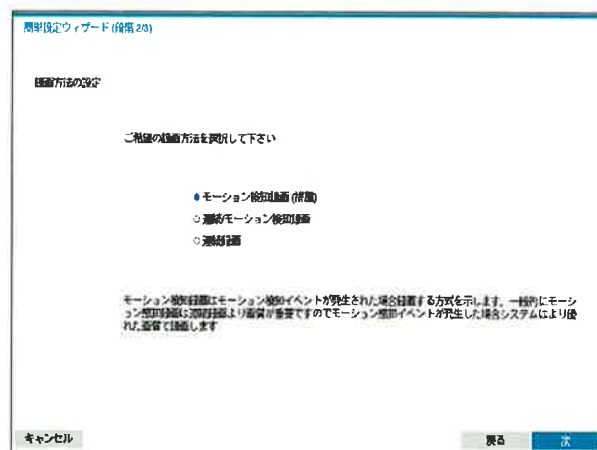 簡単設定ウィザード (段階 2/3)
録画方法の設定
ご希望の録画方法を選択して下さい
モーション検知録画 (推薦)
連続/モーション検知録画
連続録画
モーション検知録画はモーション検知イベントが発生された場合録画する方式を示します。一般的にモーシ
ョン感知録画は連続録画より画質が重要ですのでモーション感知イベントが発生した場合システムはより優
れた画質で録画します
キャンセル
戻る
次